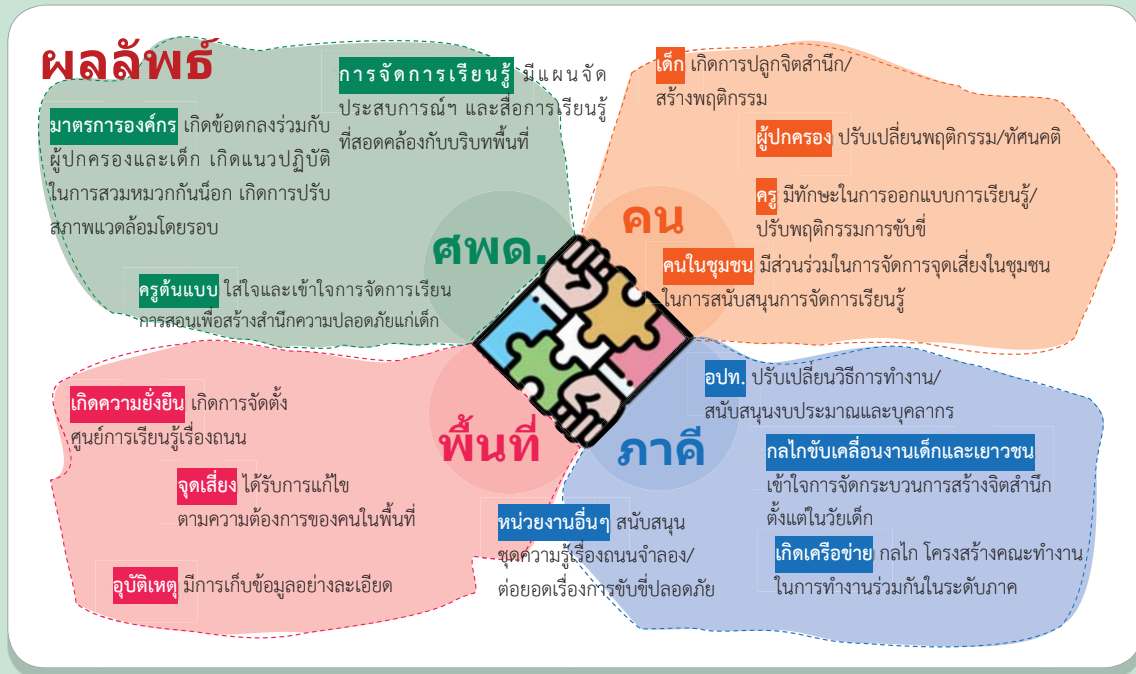 ผลลัพธ์
การจัดการเรียนรู้ มีแผนจัด
ประสบการณ์ฯ และสื่อการเรียนรู้
ที่สอดคล้องกับบริบทพื้นที่
มาตรการองค์กร เกิดข้อตกลงร่วมกับ
ผู้ปกครองและเด็ก เกิดแนวปฏิบัติ
ในการสวมหมวกกันน็อก เกิดการปรับ
สภาพแวดล้อมโดยรอบ
ศพด.
ครูต้นแบบ ใส่ใจและเข้าใจการจัดการเรียน
การสอนเพื่อสร้างสำนึกความปลอดภัยแก่เด็ก
เด็ก เกิดการปลูกจิตสำนึก/
สร้างพฤติกรรม
ผู้ปกครอง ปรับเปลี่ยนพฤติกรรม/ทัศนคติ
ครู มีทักษะในการออกแบบการเรียนรู้/
ปรับพฤติกรรมการขับขี่
คน
คนในชุมชน มีส่วนร่วมในการจัดการจุดเสี่ยงในชุมชน
ในการสนับสนุนการจัดการเรียนรู้
เกิดความยั่งยืน เกิดการจัดตั้ง
ศูนย์การเรียนรู้เรื่องถนน
พื้นที่
จุดเสี่ยง ได้รับการแก้ไข
ตามความต้องการของคนในพื้นที่
อุบัติเหตุ มีการเก็บข้อมูลอย่างละเอียด
อปท. ปรับเปลี่ยนวิธีการทำงาน/
สนับสนุนงบประมาณและบุคลากร
ภาคี
กลไกขับเคลื่อนงานเด็กและเยาวชน
เข้าใจการจัดกระบวนการสร้างจิตสำนึก
ตั้งแต่ในวัยเด็ก
หน่วยงานอื่นๆ สนับสนุน
ชุดความรู้เรื่องถนนจำลอง/
ต่อยอดเรื่องการขับขี่ปลอดภัย
เกิดเครือข่าย กลไก โครงสร้างคณะทำงาน
ในการทำงานร่วมกันในระดับภาค